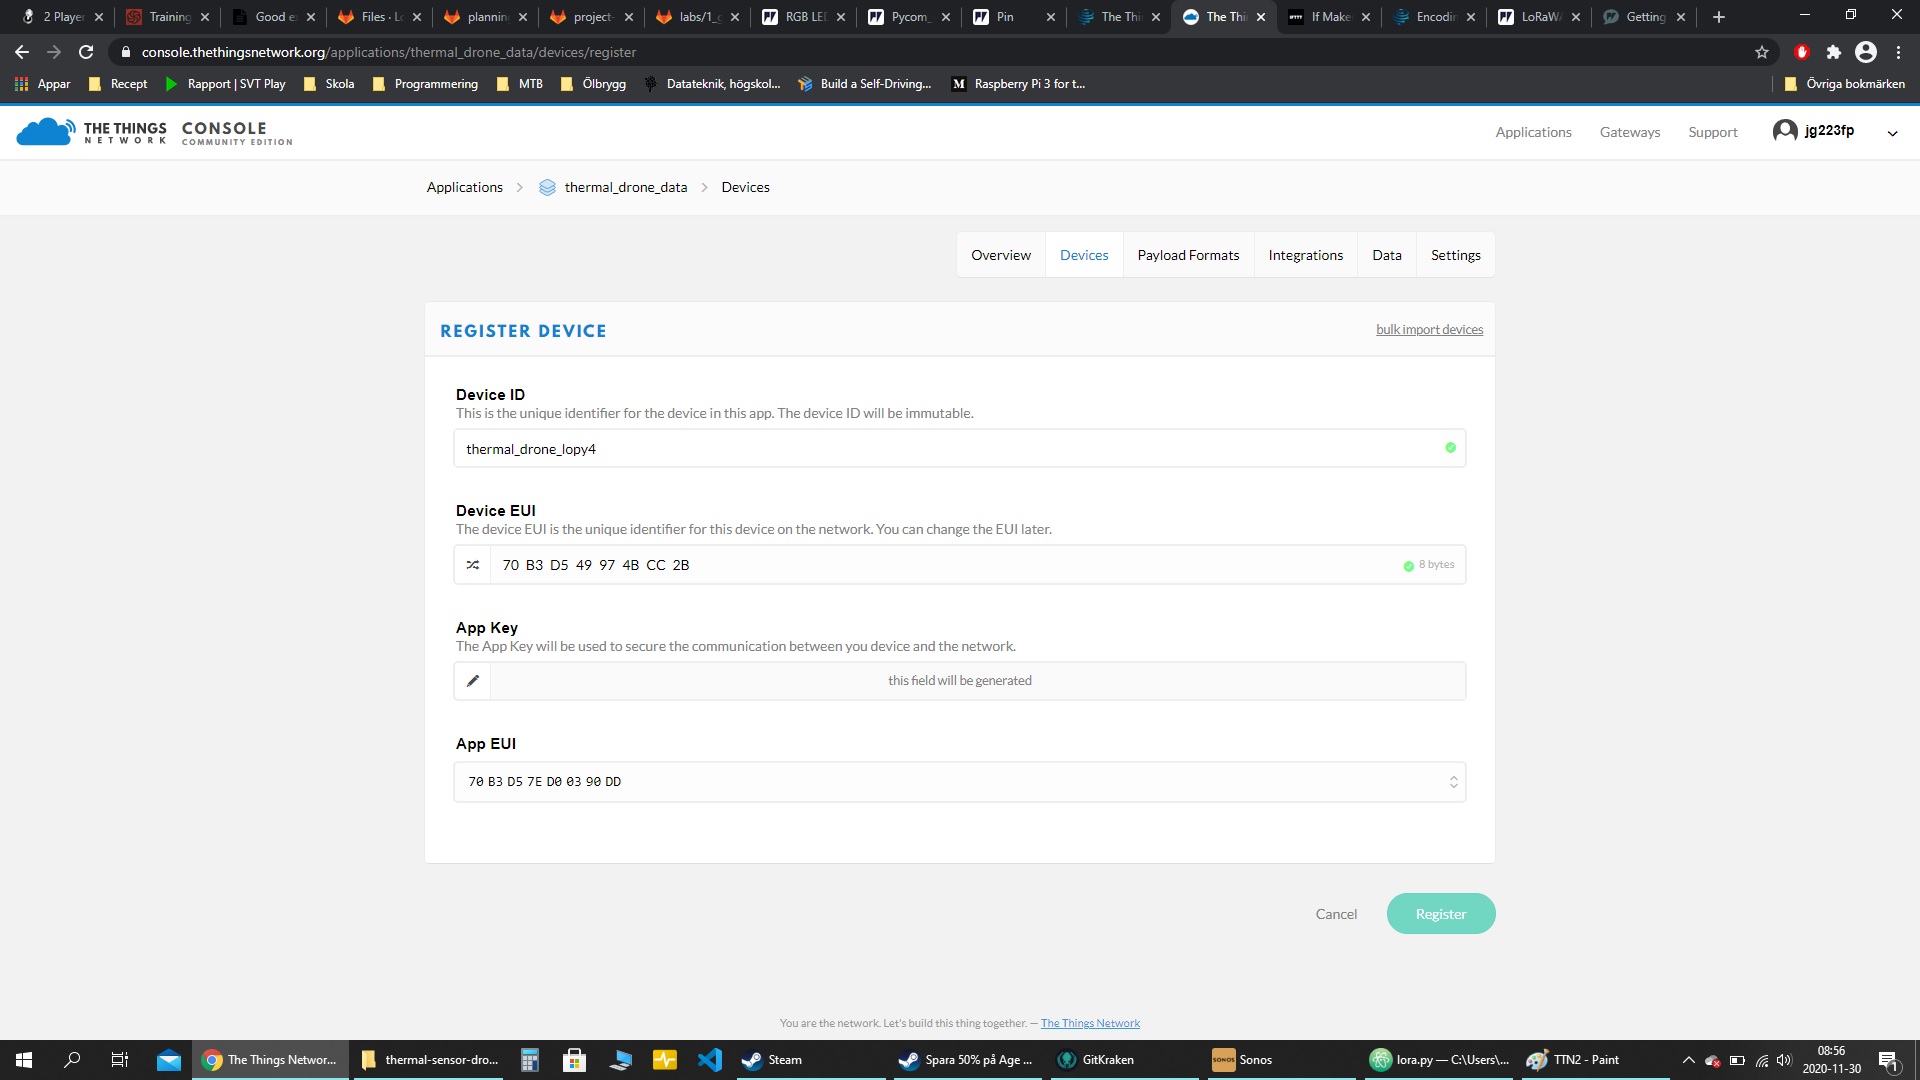 2 Player
Training
Good e
Files · Lo
planning
project-
labs/1_g
RGB LED
Pycom_
Pin
The Thi
The Thi
If Make
Encodin
LoRaWA
Getting
console.thethingsnetwork.org/applications/thermal_drone_data/devices/register
Appar
Recept
Rapport | SVT Play
Skola
Programmering
MTB
Ölbrygg
Datateknik, högskol...
Build a Self-Driving...
M Raspberry Pi 3 for t...
Övriga bokmärken
THE THINGS NETWORK
CONSOLE
COMMUNITY EDITION
Applications
Gateways
Support
jg223fp
Applications > thermal_drone_data > Devices
Overview
Devices
Payload Formats
Integrations
Data
Settings
REGISTER DEVICE
bulk import devices
Device ID
This is the unique identifier for the device in this app. The device ID will be immutable.
thermal_drone_lopy4
Device EUI
The device EUI is the unique identifier for this device on the network. You can change the EUI later.
70 B3 D5 49 97 4B CC 2B
8 bytes
App Key
The App Key will be used to secure the communication between you device and the network.
this field will be generated
App EUI
70 B3 D5 7E D0 03 90 DD
Cancel
Register
You are the network. Let's build this thing together. — The Things Network
The Things Networ...
thermal-sensor-dro...
Steam
Spara 50% på Age ...
GitKraken
SONOS Sonos
lora.py — C:\Users\...
TTN2 - Paint
08:56
2020-11-30
1